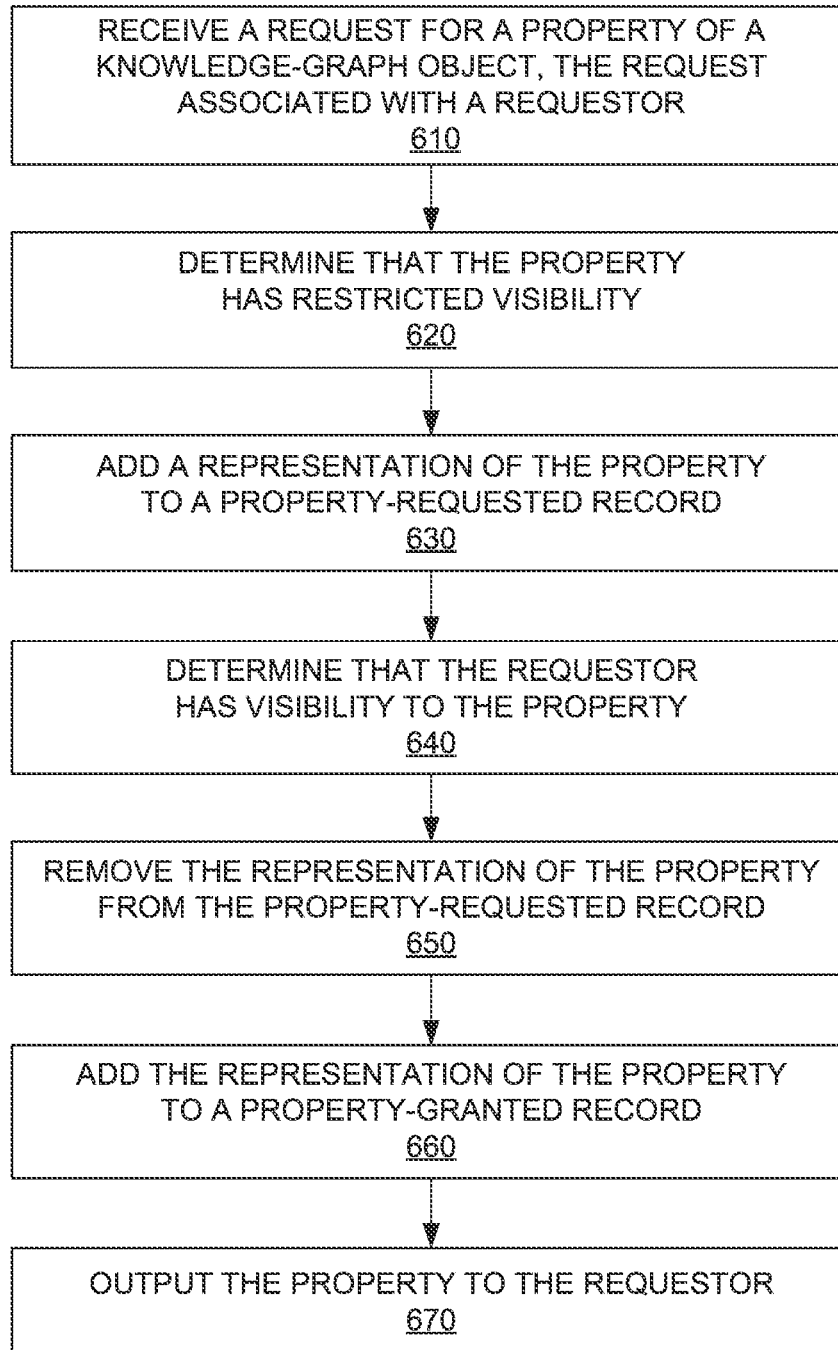 RECEIVE A REQUEST FOR A PROPERTY OF A
KNOWLEDGE-GRAPH OBJECT, THE REQUEST
ASSOCIATED WITH A REQUESTOR
610
DETERMINE THAT THE PROPERTY
HAS RESTRICTED VISIBILITY
620
ADD A REPRESENTATION OF THE PROPERTY
TO A PROPERTY-REQUESTED RECORD
630
DETERMINE THAT THE REQUESTOR
HAS VISIBILITY TO THE PROPERTY
640
REMOVE THE REPRESENTATION OF THE PROPERTY
FROM THE PROPERTY-REQUESTED RECORD
650
ADD THE REPRESENTATION OF THE PROPERTY
TO A PROPERTY-GRANTED RECORD
660
OUTPUT THE PROPERTY TO THE REQUESTOR
670